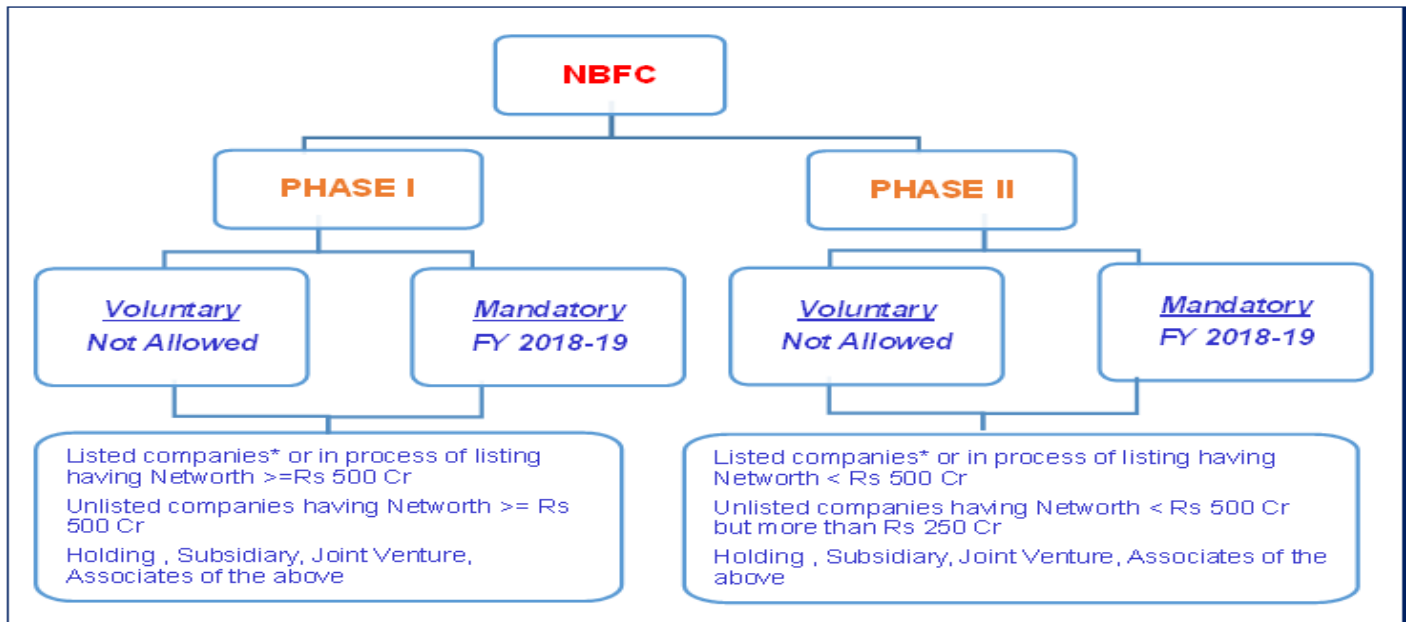 NBFC
PHASE I
PHASE II
Voluntary
Not Allowed
Mandatory
FY 2018-19
Voluntary
Not Allowed
Mandatory
FY 2018-19
Listed companies* or in process of listing
having Networth >=Rs 500 Cr
Unlisted companies having Networth >= Rs
500 Cr
Holding , Subsidiary, Joint Venture,
Associates of the above
Listed companies* or in process of listing having
Networth < Rs 500 Cr
Unlisted companies having Networth < Rs 500 Cr
but more than Rs 250 Cr
Holding , Subsidiary, Joint Venture, Associates of the
above